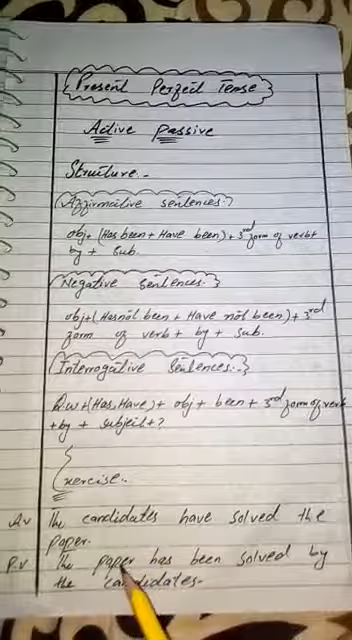 Present Perfect Tense
Active Passive
Structure:-
Affirmative sentences:
obj+ (Has been + Have been) + 3rd form of verb+
by + sub.
Negative sentences:
obj+(Has not been + Have not been) + 3rd
form of verb + by + sub.
Interrogative sentences:.
Q.w+(Has, Have) + obj + been + 3rd form of verb
+by + subject+?
Exercise:.
A.v The candidates have solved the
paper.
P.v The paper has been solved by
the candidates-